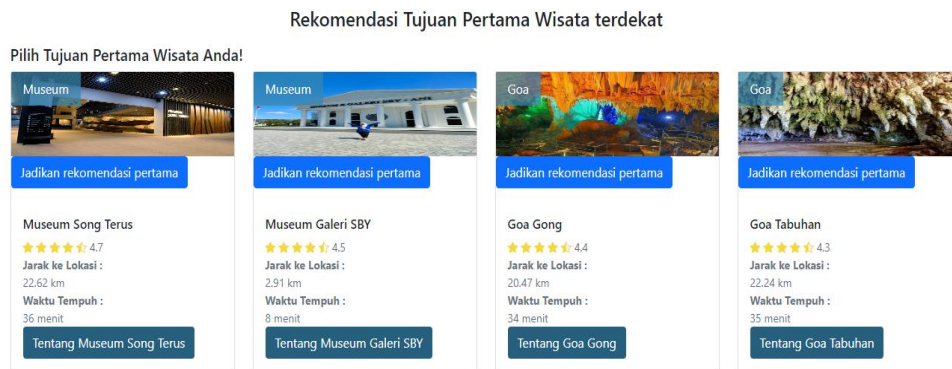 Rekomendasi Tujuan Pertama Wisata terdekat
Pilih Tujuan Pertama Wisata Anda!
Museum
Jadikan rekomendasi pertama
Museum Song Terus
4.7
Jarak ke Lokasi :
22.62 km
Waktu Tempuh :
36 menit
Tentang Museum Song Terus
Museum
Jadikan rekomendasi pertama
Museum Galeri SBY
4.5
Jarak ke Lokasi :
2.91 km
Waktu Tempuh :
8 menit
Tentang Museum Galeri SBY
Goa
Jadikan rekomendasi pertama
Goa Gong
4.4
Jarak ke Lokasi :
20.47 km
Waktu Tempuh :
34 menit
Tentang Goa Gong
Goa
Jadikan rekomendasi pertama
Goa Tabuhan
4.3
Jarak ke Lokasi :
22.24 km
Waktu Tempuh :
35 menit
Tentang Goa Tabuhan